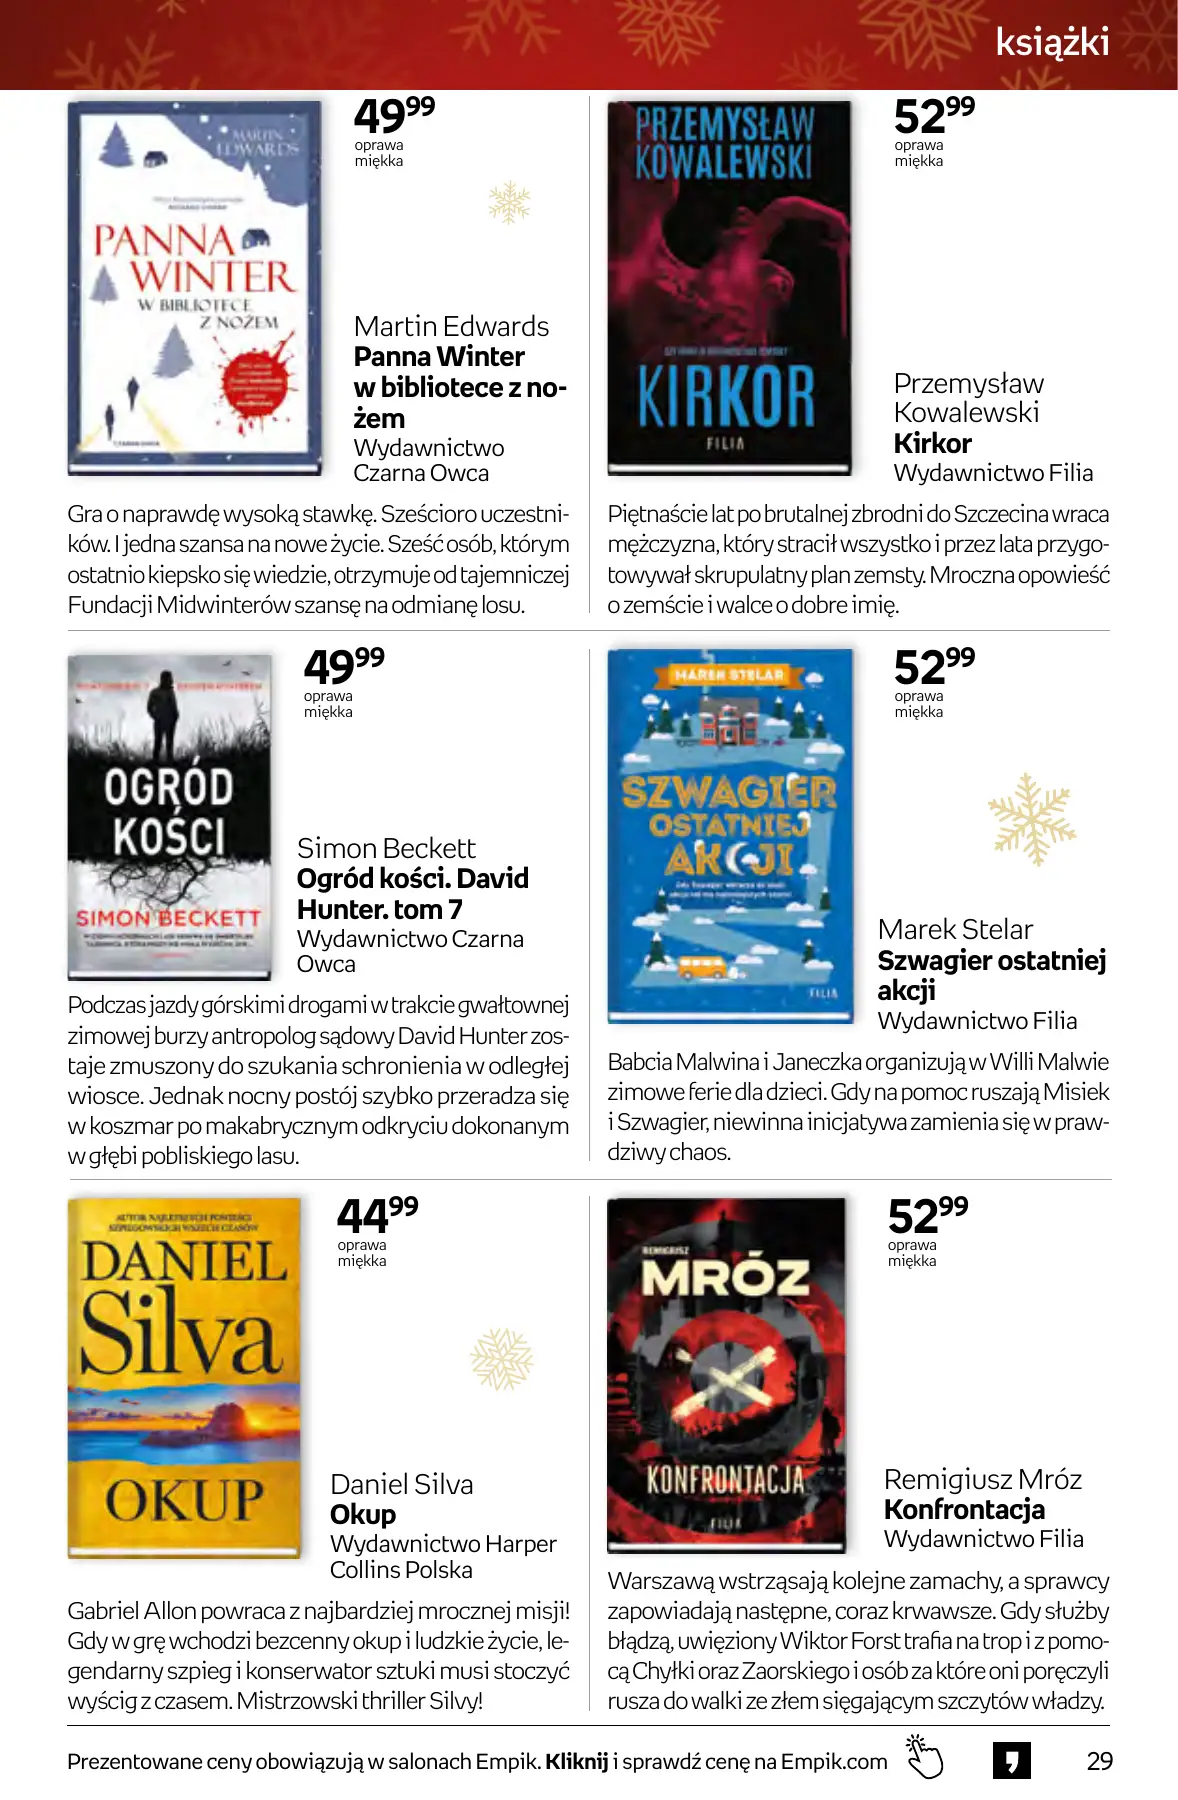 książki
49⁹⁹
oprawa
miękka
MARTIN
EDWARDS
PANNA
WINTER
W BIBLIOTECE
Z NOŻEM
Martin Edwards
Panna Winter
w bibliotece z no-
żem
Wydawnictwo
Czarna Owca
Gra o naprawdę wysoką stawkę. Sześcioro uczestni-
ków. I jedna szansa na nowe życie. Sześć osób, którym
ostatnio kiepsko się wiedzie, otrzymuje od tajemniczej
Fundacji Midwinterów szansę na odmianę losu.
52⁹⁹
oprawa
miękka
PRZEMYSŁAW
KOWALEWSKI
KIRKOR
FILIA
Przemysław
Kowalewski
Kirkor
Wydawnictwo Filia
Piętnaście lat po brutalnej zbrodni do Szczecina wraca
mężczyzna, który stracił wszystko i przez lata przygo-
towywał skrupulatny plan zemsty. Mroczna opowieść
o zemście i walce o dobre imię.
49⁹⁹
oprawa
miękka
OGRÓD
KOŚCI
SIMON BECKETT
Simon Beckett
Ogród kości. David
Hunter. tom 7
Wydawnictwo Czarna
Owca
Podczas jazdy górskimi drogami w trakcie gwałtownej
zimowej burzy antropolog sądowy David Hunter zos-
taje zmuszony do szukania schronienia w odległej
wiosce. Jednak nocny postój szybko przeradza się
w koszmar po makabrycznym odkryciu dokonanym
w głębi pobliskiego lasu.
52⁹⁹
oprawa
miękka
MAREK STELAR
SZWAGIER
OSTATNIEJ
AKCJI
FILIA
Marek Stelar
Szwagier ostatniej
akcji
Wydawnictwo Filia
Babcia Malwina i Janeczka organizują w Willi Malwie
zimowe ferie dla dzieci. Gdy na pomoc ruszają Misiek
i Szwagier, niewinna inicjatywa zamienia się w praw-
dziwy chaos.
44⁹⁹
oprawa
miękka
AUTOR NAJLEPSZYCH POWIEŚCI
SZPIEGOWSKICH WSZECH CZASÓW
DANIEL
Silva
OKUP
Daniel Silva
Okup
Wydawnictwo Harper
Collins Polska
Gabriel Allon powraca z najbardziej mrocznej misji!
Gdy w grę wchodzi bezcenny okup i ludzkie życie, le-
gendarny szpieg i konserwator sztuki musi stoczyć
wyścig z czasem. Mistrzowski thriller Silvy!
52⁹⁹
oprawa
miękka
REMIGIUSZ
MRÓZ
KONFRONTACJA
FILIA
Remigiusz Mróz
Konfrontacja
Wydawnictwo Filia
Warszawą wstrząsają kolejne zamachy, a sprawcy
zapowiadają następne, coraz krwawsze. Gdy służby
błądzą, uwięziony Wiktor Forst trafia na trop i z pomo-
cą Chyłki oraz Zaorskiego i osób za które oni poręczyli
rusza do walki ze złem sięgającym szczytów władzy.
Prezentowane ceny obowiązują w salonach Empik. Kliknij i sprawdź cenę na Empik.com
29